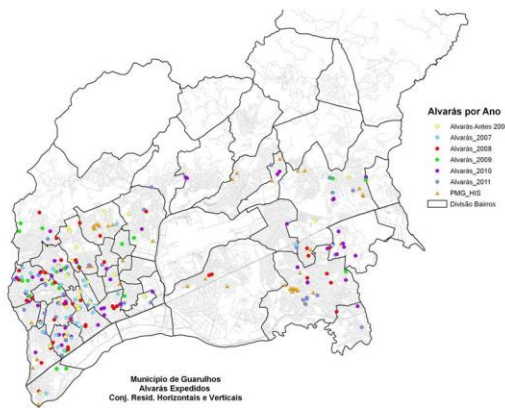 Alvarás por Ano
Alvarás Antes 200
Alvarás_2007
Alvarás_2008
Alvarás_2009
Alvarás_2010
Alvarás_2011
PMG_HIS
Divisão Bairros
Município de Guarulhos
Alvarás Expedidos
Conj. Resid. Horizontais e Verticais